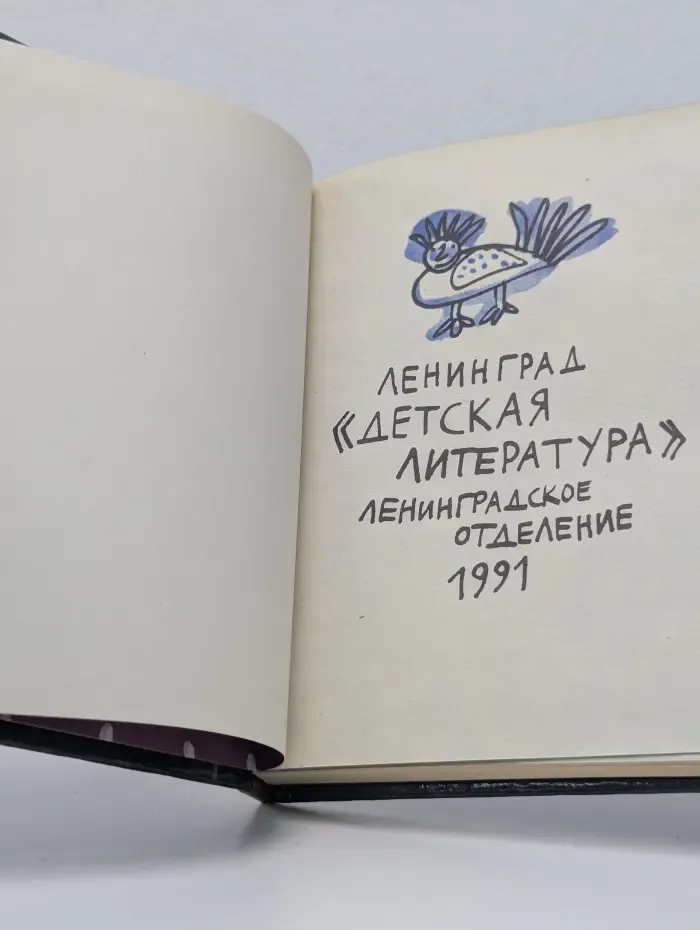 ЛЕНИНГРАД
«ДЕТСКАЯ
ЛИТЕРАТУРА»
ЛЕНИНГРАДСКОЕ
ОТДЕЛЕНИЕ
1991